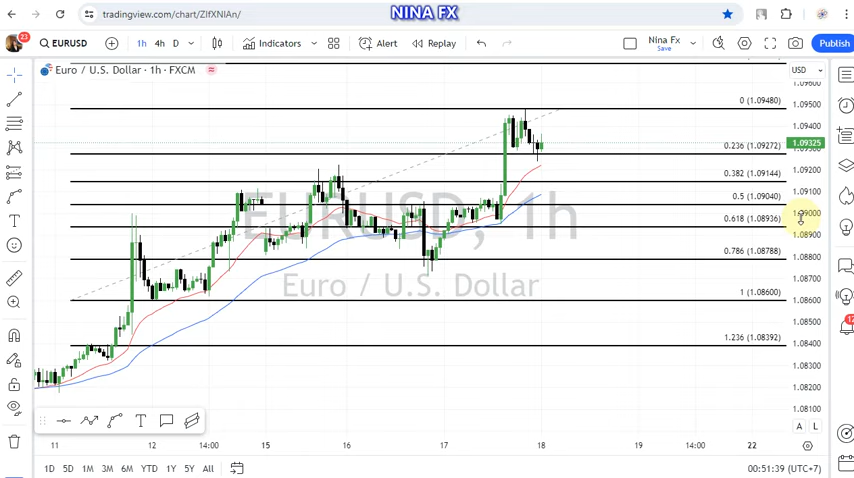 NINA FX
tradingview.com/chart/ZIfXNIAn/
23
EURUSD
1h 4h D
Indicators
Alert
Replay
Nina Fx
Save
Publish
Euro / U.S. Dollar · 1h · FXCM
USD
1.09600
1.09500
1.09400
1.09325
1.09300
1.09200
1.09100
1.09000
1.08900
1.08800
1.08700
1.08600
1.08500
1.08400
1.08300
1.08200
1.08100
0 (1.09480)
0.236 (1.09272)
0.382 (1.09144)
0.5 (1.09040)
0.618 (1.08936)
0.786 (1.08788)
1 (1.08600)
1.236 (1.08392)
EURUSD, 1h
Euro / U.S. Dollar
A L
11 12 14:00 15 16 17 18 19 14:00 22
1D 5D 1M 3M 6M YTD 1Y 5Y All
00:51:39 (UTC+7)